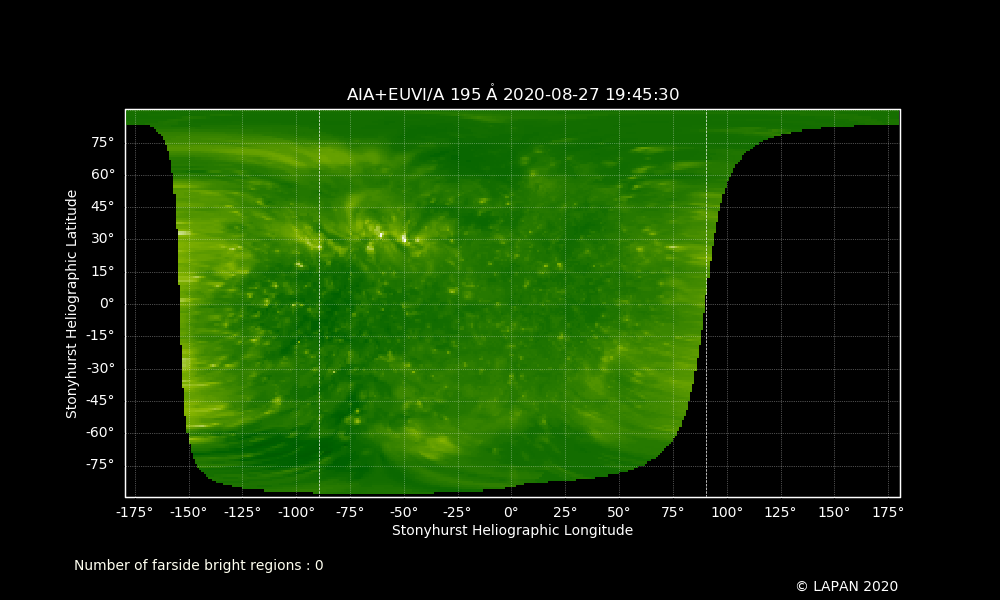 AIA+EUVI/A 195 Å 2020-08-27 19:45:30
75°
60°
45°
30°
15°
0°
-15°
-30°
-45°
-60°
-75°
Stonyhurst Heliographic Latitude
-175° -150° -125° -100° -75° -50° -25° 0° 25° 50° 75° 100° 125° 150° 175°
Stonyhurst Heliographic Longitude
Number of farside bright regions : 0
© LAPAN 2020